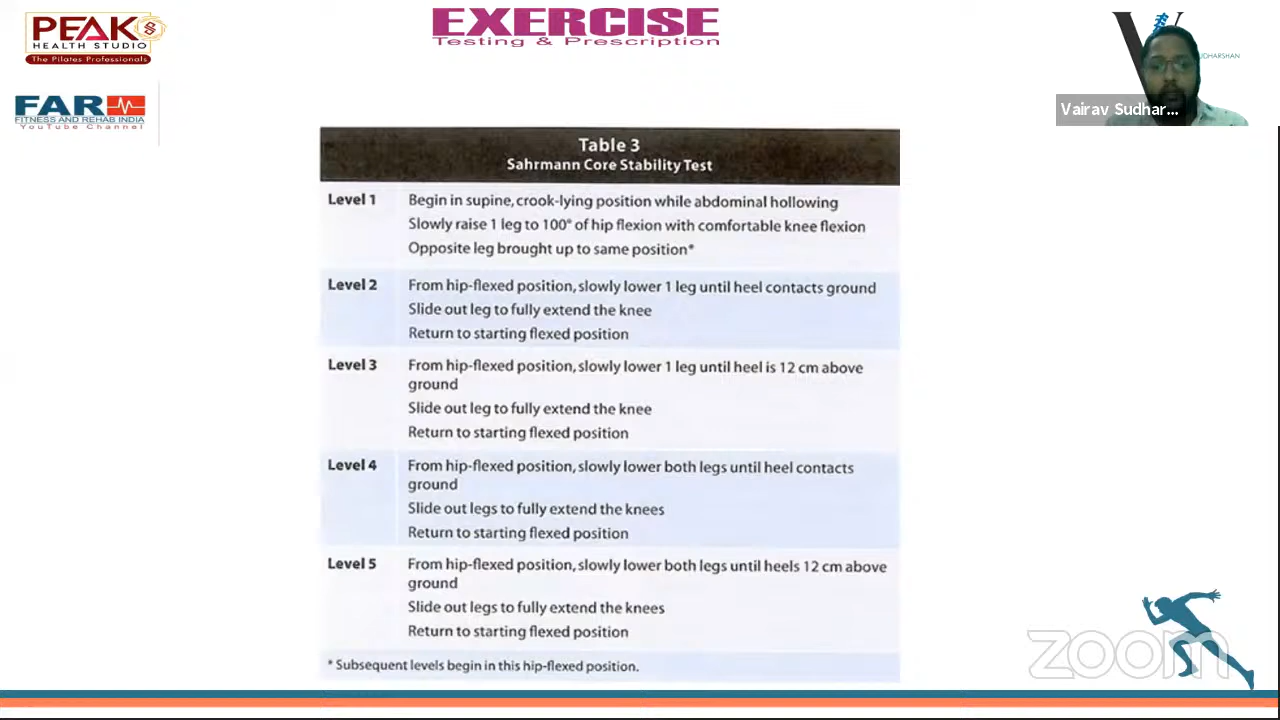 PEAK
HEALTH STUDIO
The Pilates Professionals
EXERCISE
Testing & Prescription
UDHARSHAN
Vairav Sudhar...
FAR
FITNESS AND REHAB INDIA
YouTube Channel
Table 3
Sahrmann Core Stability Test
Level 1
Begin in supine, crook-lying position while abdominal hollowing
Slowly raise 1 leg to 100° of hip flexion with comfortable knee flexion
Opposite leg brought up to same position*
Level 2
From hip-flexed position, slowly lower 1 leg until heel contacts ground
Slide out leg to fully extend the knee
Return to starting flexed position
Level 3
From hip-flexed position, slowly lower 1 leg until heel is 12 cm above
ground
Slide out leg to fully extend the knee
Return to starting flexed position
Level 4
From hip-flexed position, slowly lower both legs until heel contacts
ground
Slide out legs to fully extend the knees
Return to starting flexed position
Level 5
From hip-flexed position, slowly lower both legs until heels 12 cm above
ground
Slide out legs to fully extend the knees
Return to starting flexed position
* Subsequent levels begin in this hip-flexed position.
zoom